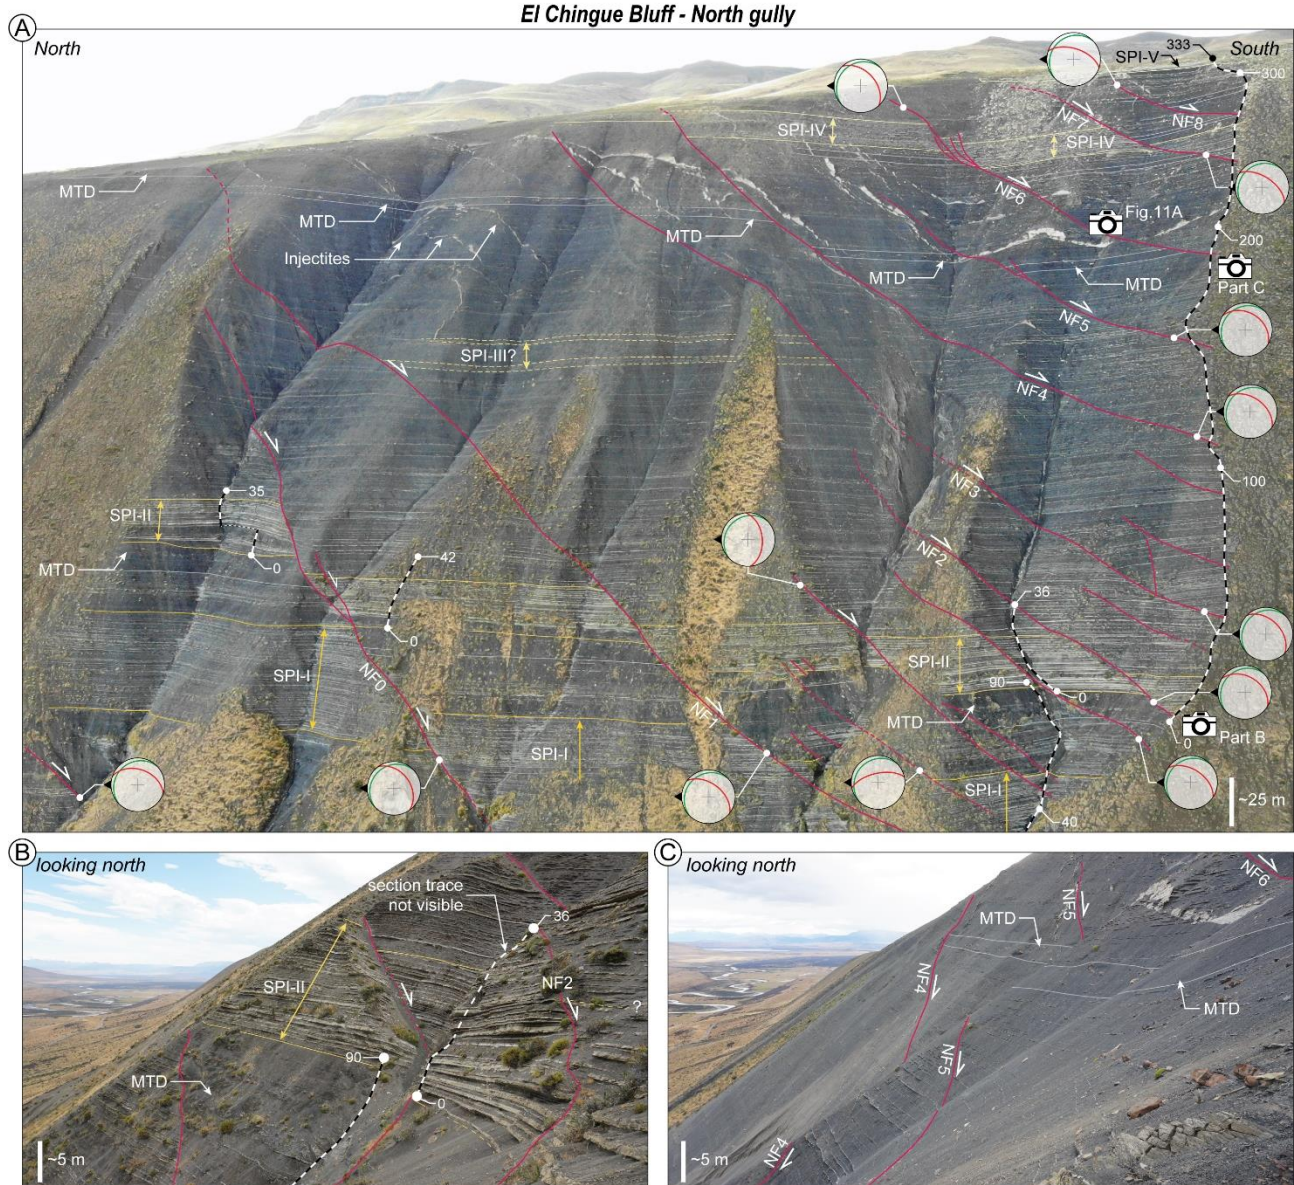 El Chingue Bluff - North gully
A
North
333
South
SPI-V
300
NF7
NF8
SPI-IV
SPI-IV
MTD
MTD
MTD
NF6
Fig.11A
Injectites
200
MTD
MTD
Part C
NF5
SPI-III?
NF4
100
NF3
35
SPI-II
NF2
42
MTD
0
36
0
SPI-II
SPI-I
NF0
90
0
NF1
MTD
0
Part B
SPI-I
SPI-I
~25 m
40
B
looking north
section trace
not visible
36
SPI-II
NF2
?
90
MTD
0
~5 m
C
looking north
NF6
NF5
MTD
NF4
MTD
NF5
NF4
~5 m